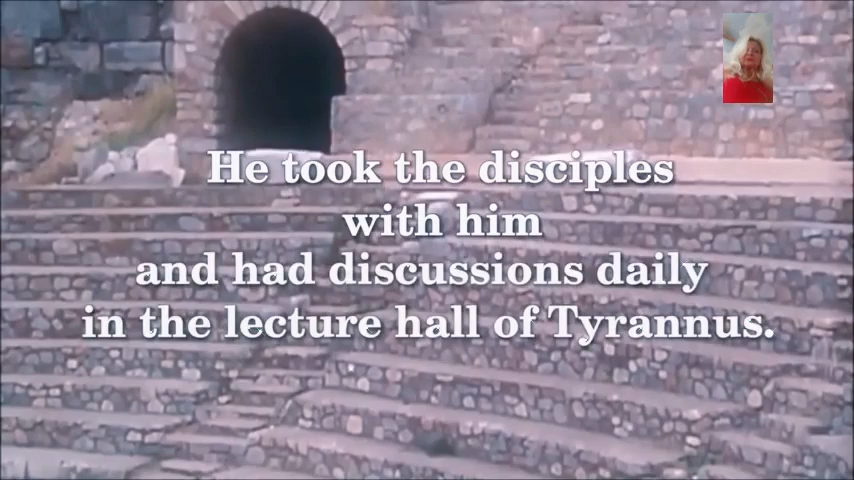 He took the disciples
with him
and had discussions daily
in the lecture hall of Tyrannus.